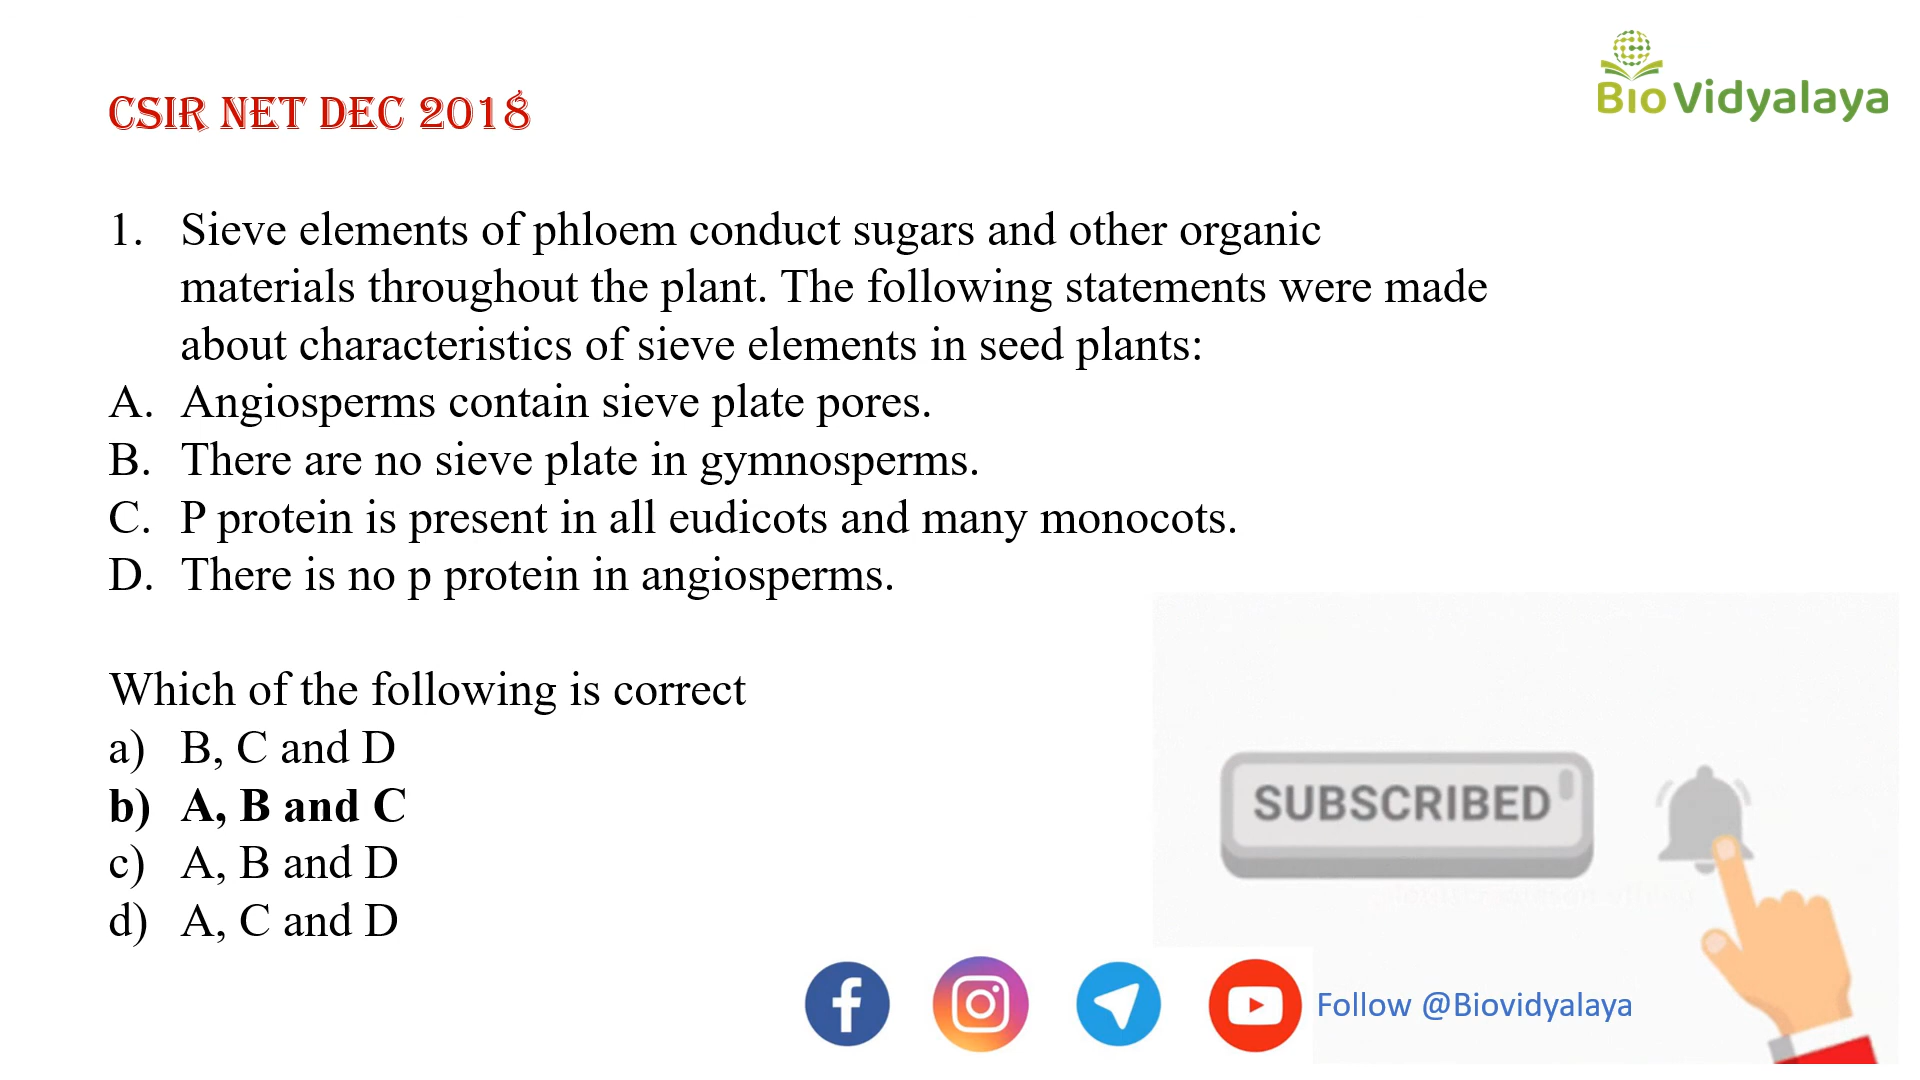 Bio Vidyalaya
CSIR NET DEC 2018
1. Sieve elements of phloem conduct sugars and other organic
materials throughout the plant. The following statements were made
about characteristics of sieve elements in seed plants:
A. Angiosperms contain sieve plate pores.
B. There are no sieve plate in gymnosperms.
C. P protein is present in all eudicots and many monocots.
D. There is no p protein in angiosperms.
Which of the following is correct
a) B, C and D
b) A, B and C
c) A, B and D
d) A, C and D
SUBSCRIBED
Follow @Biovidyalaya